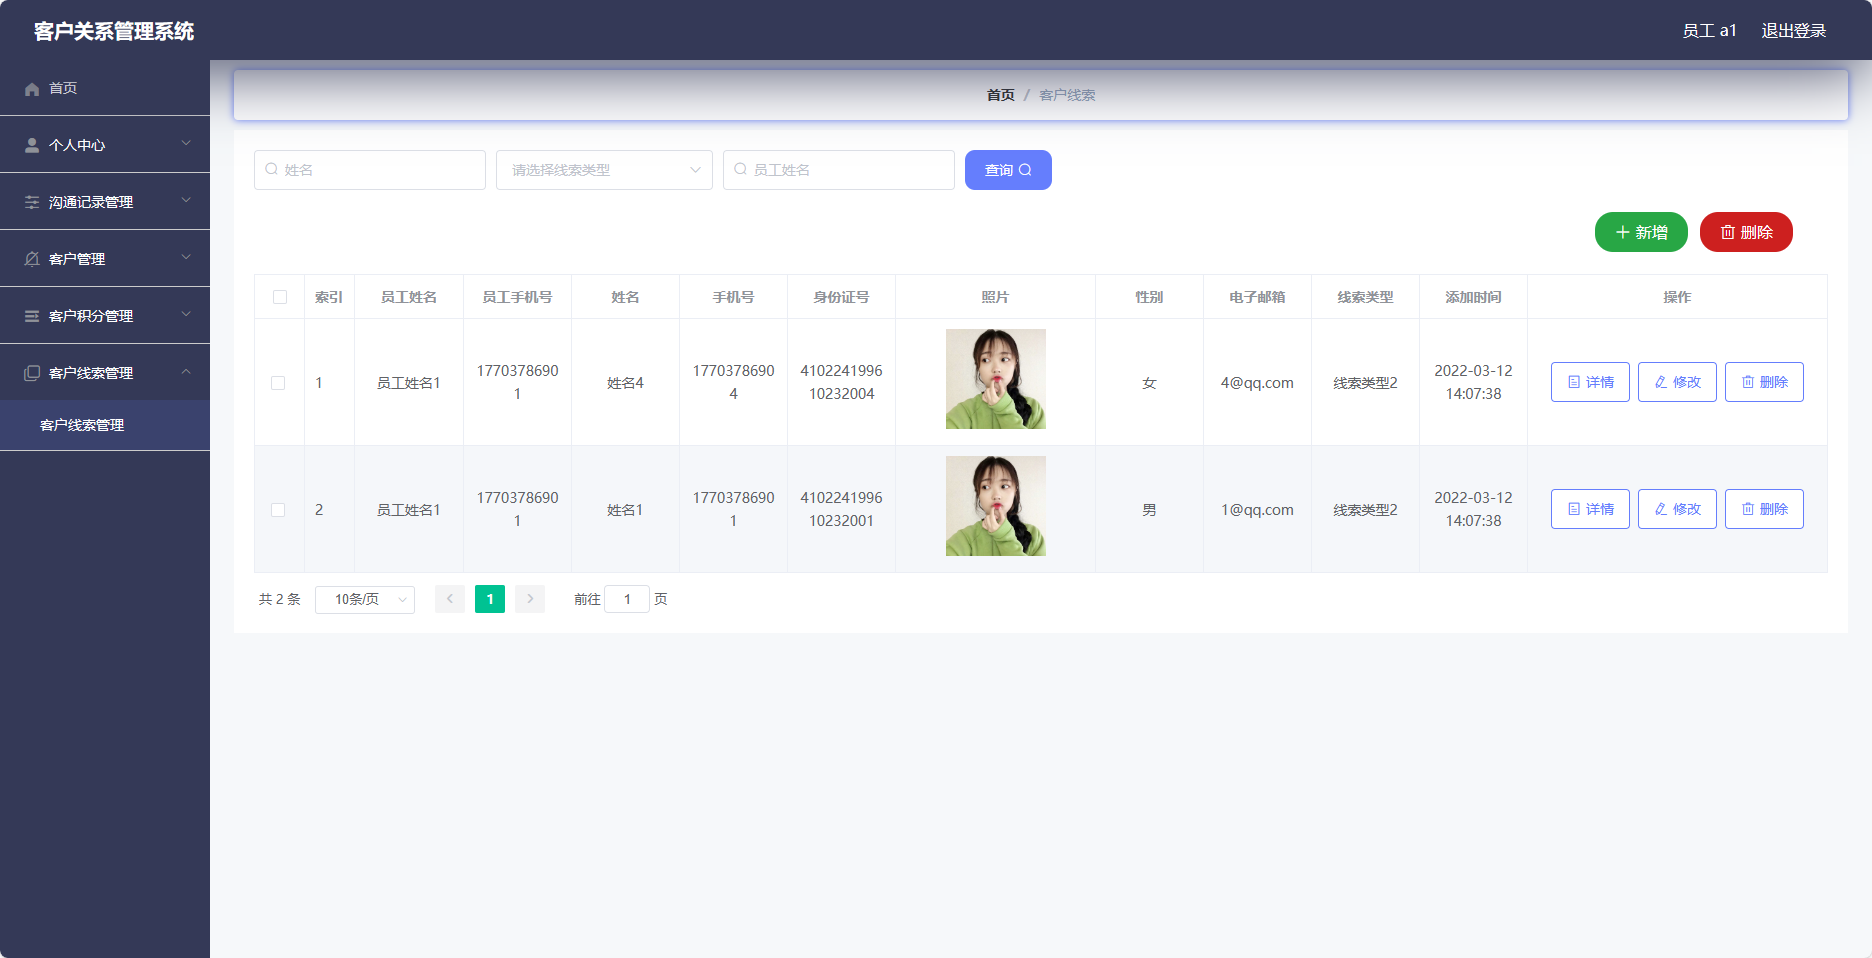 客户关系管理系统
员工 a1 退出登录
首页
个人中心
沟通记录管理
客户管理
客户积分管理
客户线索管理
客户线索管理
首页 / 客户线索
姓名 请选择线索类型 员工姓名 查询
新增 删除
索引 员工姓名 员工手机号 姓名 手机号 身份证号 照片 性别 电子邮箱 线索类型 添加时间 操作
1 员工姓名1 17703786901 姓名4 17703786904 410224199610232004 女 4@qq.com 线索类型2 2022-03-12 14:07:38 详情 修改 删除
2 员工姓名1 17703786901 姓名1 17703786901 410224199610232001 男 1@qq.com 线索类型2 2022-03-12 14:07:38 详情 修改 删除
共 2 条 10条/页 1 前往 1 页